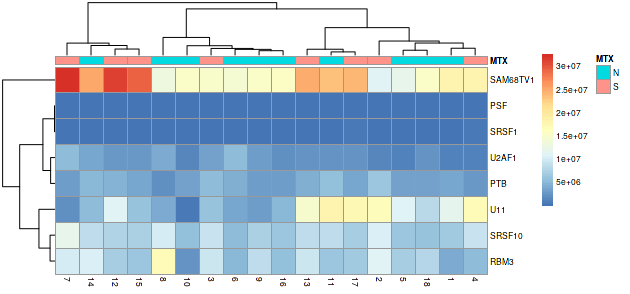 MTX
SAM68TV1
PSF
SRSF1
U2AF1
PTB
U11
SRSF10
RBM3
7 14 12 15 8 10 3 6 9 16 13 11 17 2 5 18 1 4
3e+07
2.5e+07
2e+07
1.5e+07
1e+07
5e+06
MTX
N
S